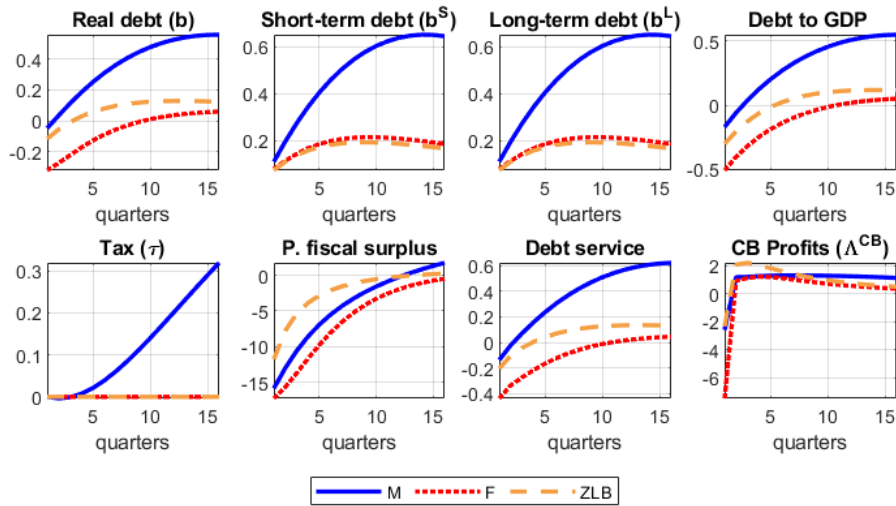 Real debt (b)
Short-term debt (b^S)
Long-term debt (b^L)
Debt to GDP
0.4
0.2
0
-0.2
5 10 15
quarters
0.6
0.4
0.2
5 10 15
quarters
0.6
0.4
0.2
5 10 15
quarters
0.5
0
-0.5
5 10 15
quarters
Tax (τ)
P. fiscal surplus
Debt service
CB Profits (Λ^CB)
0.3
0.2
0.1
0
5 10 15
quarters
0
-5
-10
-15
5 10 15
quarters
0.6
0.4
0.2
0
-0.2
-0.4
5 10 15
quarters
2
0
-2
-4
-6
5 10 15
quarters
M F ZLB